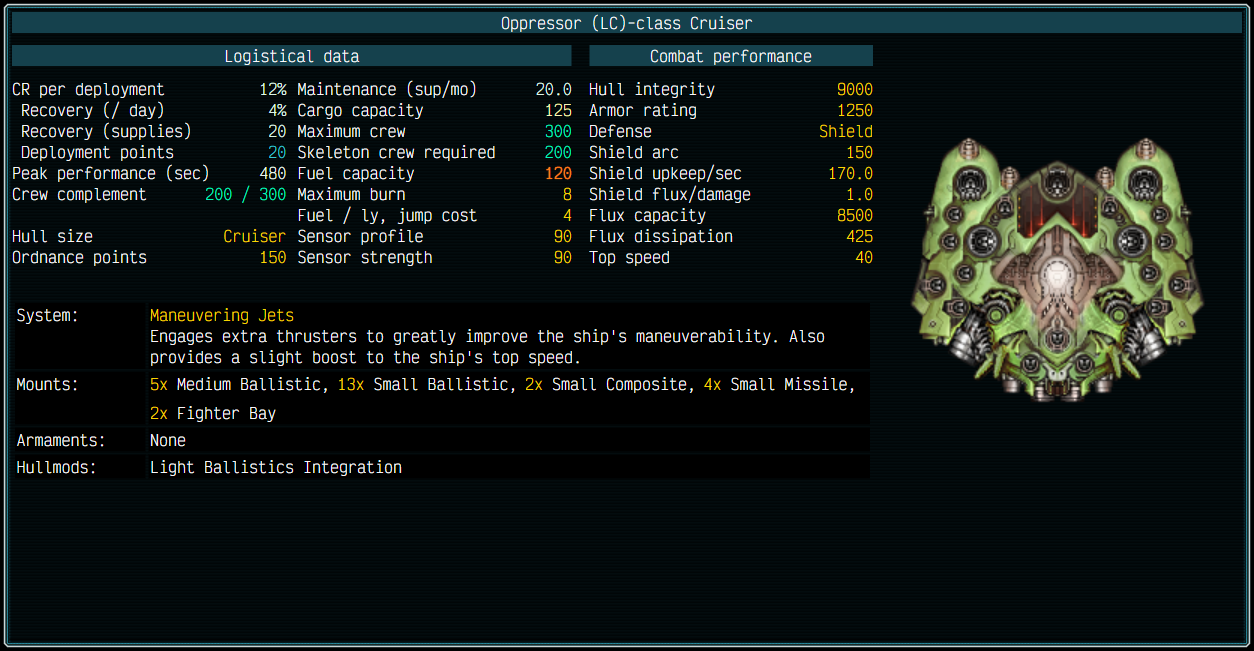 Oppressor (LC)-class Cruiser
Logistical data
CR per deployment 12% Maintenance (sup/mo) 20.0
Recovery (/ day) 4% Cargo capacity 125
Recovery (supplies) 20 Maximum crew 300
Deployment points 20 Skeleton crew required 200
Peak performance (sec) 480 Fuel capacity 120
Crew complement 200 / 300 Maximum burn 8
Fuel / ly, jump cost 4
Hull size Cruiser Sensor profile 90
Ordnance points 150 Sensor strength 90
Combat performance
Hull integrity 9000
Armor rating 1250
Defense Shield
Shield arc 150
Shield upkeep/sec 170.0
Shield flux/damage 1.0
Flux capacity 8500
Flux dissipation 425
Top speed 40
System: Maneuvering Jets
Engages extra thrusters to greatly improve the ship's maneuverability. Also
provides a slight boost to the ship's top speed.
Mounts: 5x Medium Ballistic, 13x Small Ballistic, 2x Small Composite, 4x Small Missile,
2x Fighter Bay
Armaments: None
Hullmods: Light Ballistics Integration